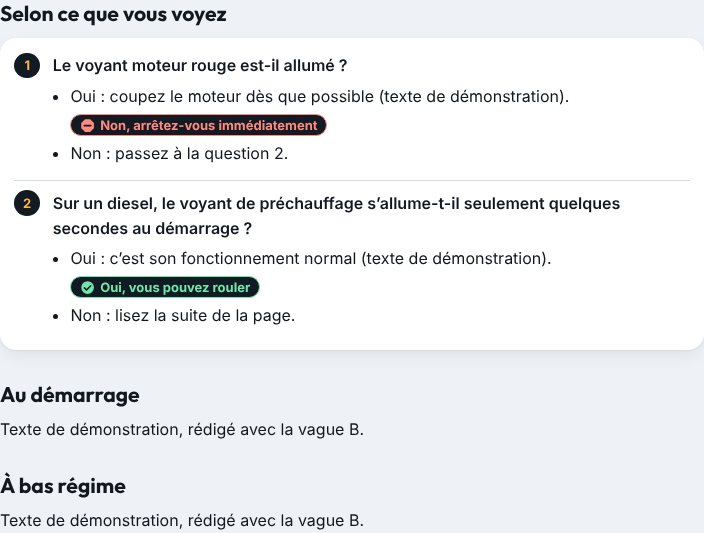 Selon ce que vous voyez
1 Le voyant moteur rouge est-il allumé ?
• Oui : coupez le moteur dès que possible (texte de démonstration).
Non, arrêtez-vous immédiatement
• Non : passez à la question 2.
2 Sur un diesel, le voyant de préchauffage s’allume-t-il seulement quelques
secondes au démarrage ?
• Oui : c’est son fonctionnement normal (texte de démonstration).
Oui, vous pouvez rouler
• Non : lisez la suite de la page.
Au démarrage
Texte de démonstration, rédigé avec la vague B.
À bas régime
Texte de démonstration, rédigé avec la vague B.